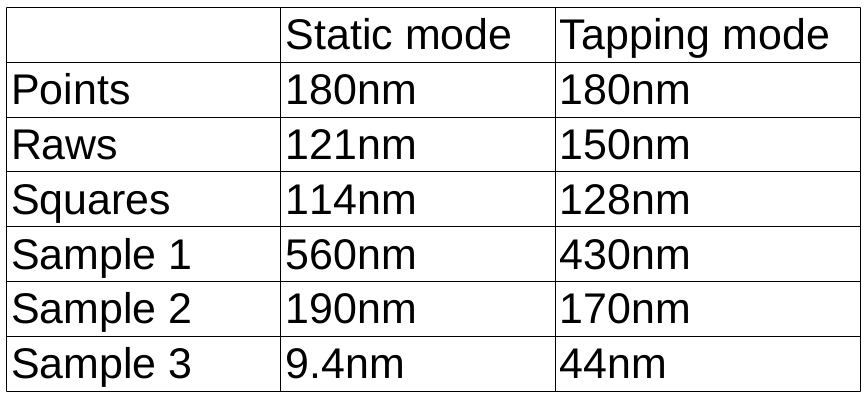 Static mode Tapping mode
Points 180nm 180nm
Raws 121nm 150nm
Squares 114nm 128nm
Sample 1 560nm 430nm
Sample 2 190nm 170nm
Sample 3 9.4nm 44nm